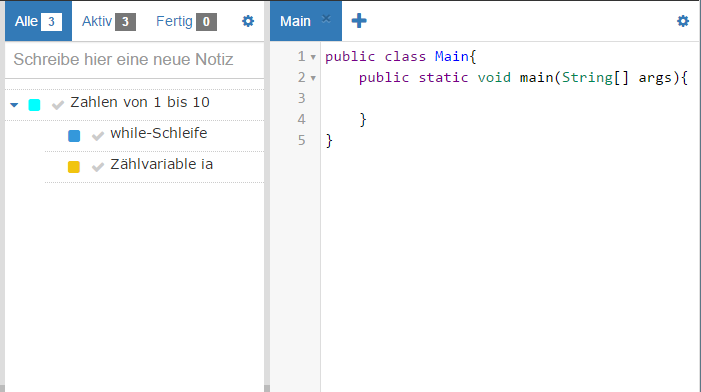 Alle 3 Aktiv 3 Fertig 0
Schreibe hier eine neue Notiz
Zahlen von 1 bis 10
while-Schleife
Zählvariable ia
Main
1 public class Main{
2 public static void main(String[] args){
3
4 }
5 }